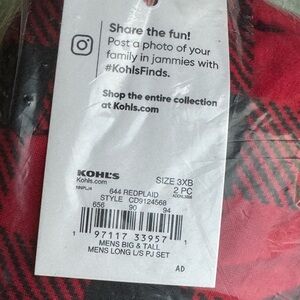 Share the fun!
Post a photo of your
family in jammies with
#KohlsFinds.
Shop the entire collection
at Kohls.com
KOHL'S
Kohls.com
SIZE 3XB
2 PC
644 REDPLAID
STYLE CD9124568
656 90 94
1 97117 33957 1
MENS BIG & TALL
MENS LONG L/S PJ SET
AD